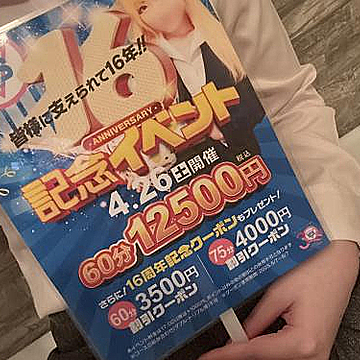 皆様に支えられて16年!!
16
ANNIVERSARY
記念イベント
4.26土開催
60分12500円
税込
さらに!16周年記念クーポンもプレゼント!
60分 3500円
割引クーポン
75分 4000円
割引クーポン